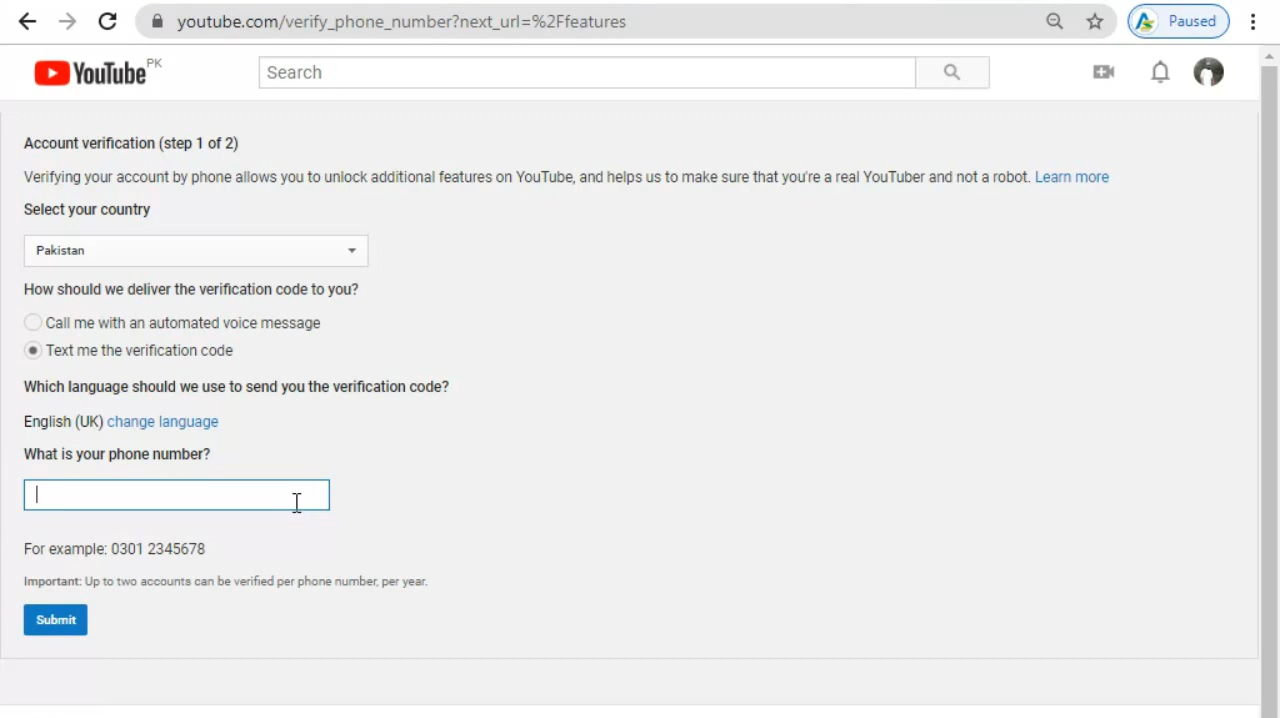 youtube.com/verify_phone_number?next_url=%2Ffeatures
Paused
YouTube PK
Search
Account verification (step 1 of 2)
Verifying your account by phone allows you to unlock additional features on YouTube, and helps us to make sure that you're a real YouTuber and not a robot. Learn more
Select your country
Pakistan
How should we deliver the verification code to you?
Call me with an automated voice message
Text me the verification code
Which language should we use to send you the verification code?
English (UK) change language
What is your phone number?
For example: 0301 2345678
Important: Up to two accounts can be verified per phone number, per year.
Submit